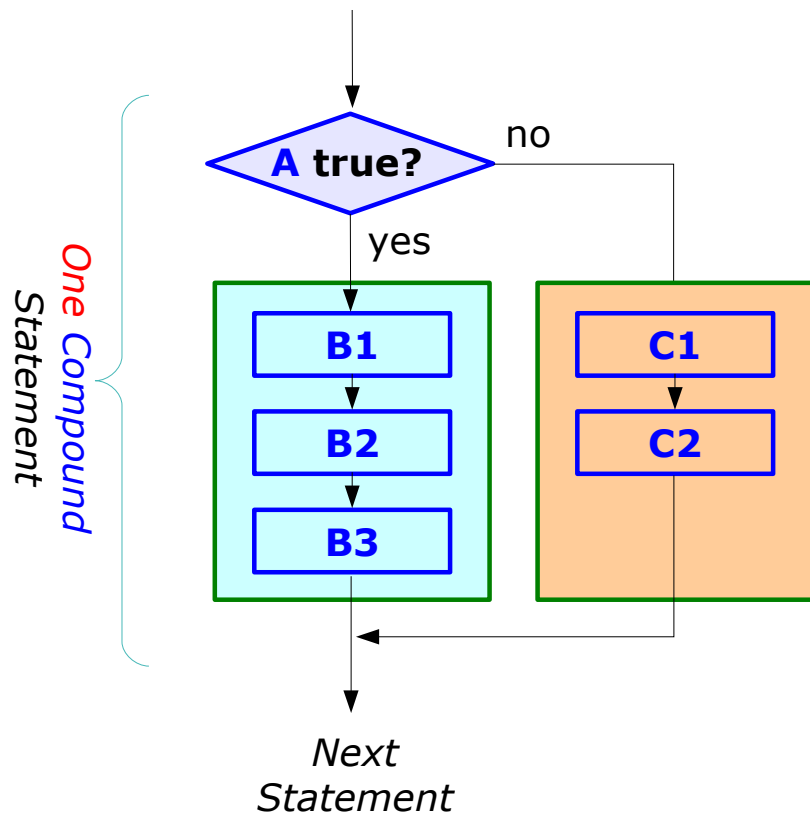 A true?
no
yes
One Compound
Statement
B1
B2
B3
C1
C2
Next
Statement